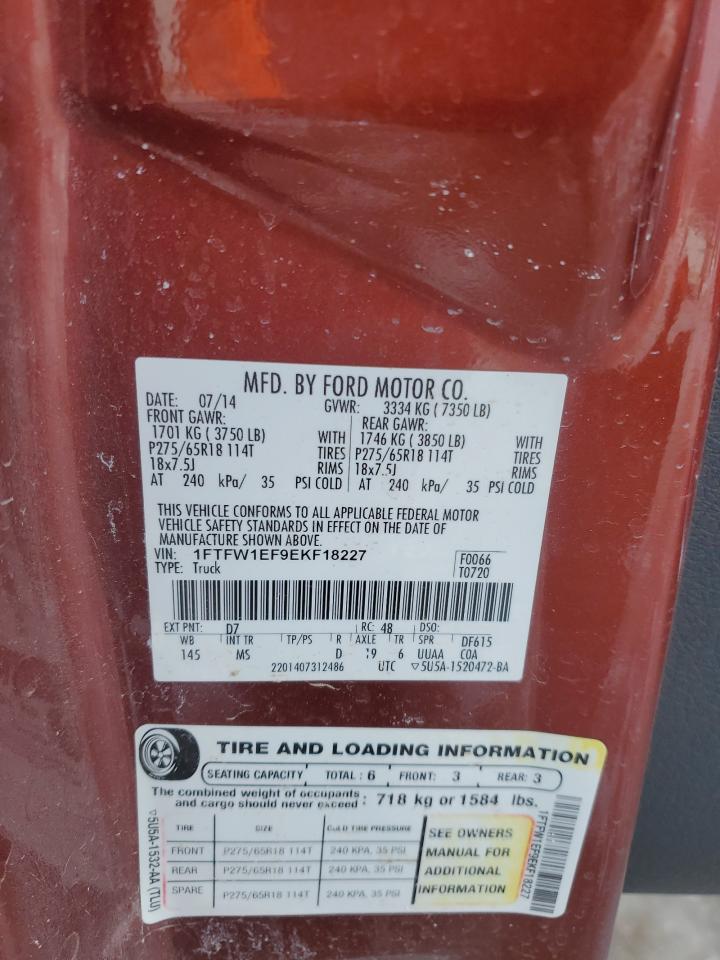 MFD. BY FORD MOTOR CO.
DATE: 07/14 GVWR: 3334 KG ( 7350 LB)
FRONT GAWR: REAR GAWR:
1701 KG ( 3750 LB) WITH 1746 KG ( 3850 LB) WITH
P275/65R18 114T TIRES P275/65R18 114T TIRES
18x7.5J RIMS 18x7.5J RIMS
AT 240 kPa/ 35 PSI COLD AT 240 kPa/ 35 PSI COLD
THIS VEHICLE CONFORMS TO ALL APPLICABLE FEDERAL MOTOR
VEHICLE SAFETY STANDARDS IN EFFECT ON THE DATE OF
MANUFACTURE SHOWN ABOVE.
VIN: 1FTFW1EF9EKF18227 F0066
TYPE: Truck T0720
EXT PNT: D7 RC: 48 DSO:
WB INT TR TP/PS R AXLE TR SPR DF615
145 MS D 19 6 UUAA COA
2201407312486 UTC ▽5U5A-1520472-BA
TIRE AND LOADING INFORMATION
SEATING CAPACITY TOTAL : 6 FRONT: 3 REAR: 3
The combined weight of occupants
and cargo should never exceed : 718 kg or 1584 lbs.
TIRE SIZE COLD TIRE PRESSURE
FRONT P275/65R18 114T 240 KPA, 35 PSI
REAR P275/65R18 114T 240 KPA, 35 PSI
SPARE P275/65R18 114T 240 KPA, 35 PSI
SEE OWNERS
MANUAL FOR
ADDITIONAL
INFORMATION
▽5U5A-1532-AA (TLU)
1FTFW1EF9EKF18227